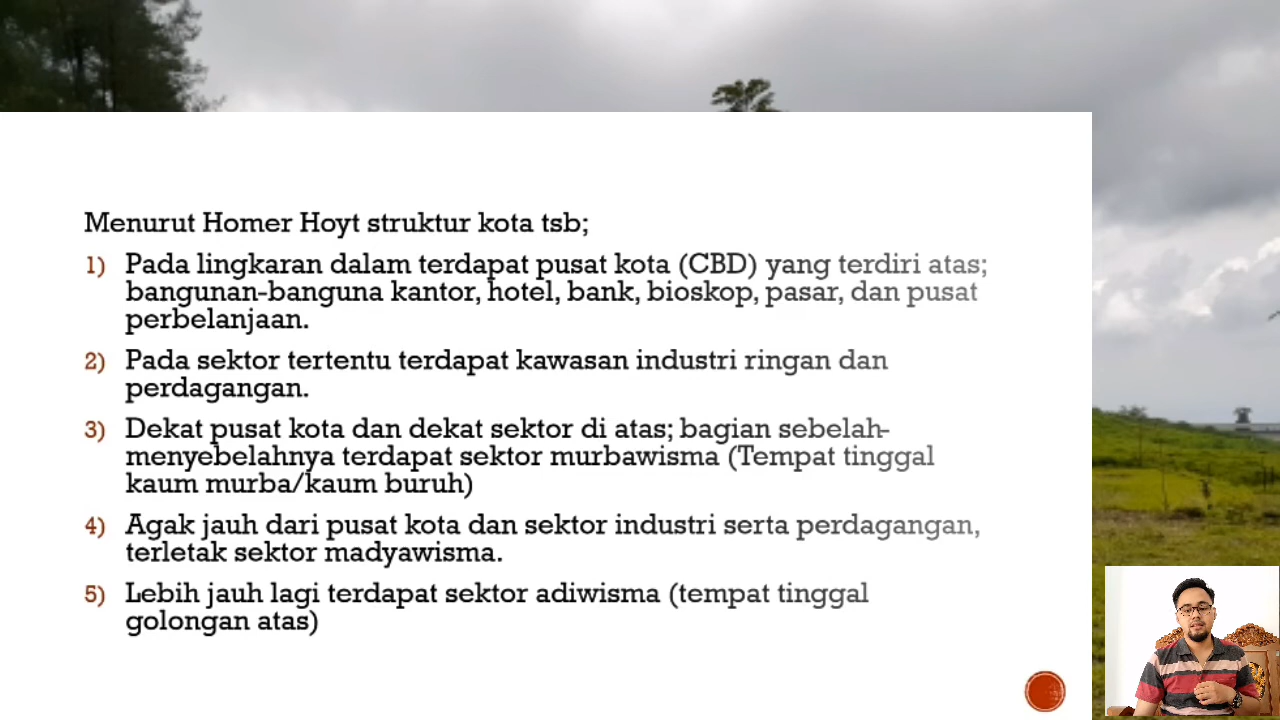 Menurut Homer Hoyt struktur kota tsb;
1) Pada lingkaran dalam terdapat pusat kota (CBD) yang terdiri atas;
bangunan-banguna kantor, hotel, bank, bioskop, pasar, dan pusat
perbelanjaan.
2) Pada sektor tertentu terdapat kawasan industri ringan dan
perdagangan.
3) Dekat pusat kota dan dekat sektor di atas; bagian sebelah-
menyebelahnya terdapat sektor murbawisma (Tempat tinggal
kaum murba/kaum buruh)
4) Agak jauh dari pusat kota dan sektor industri serta perdagangan,
terletak sektor madyawisma.
5) Lebih jauh lagi terdapat sektor adiwisma (tempat tinggal
golongan atas)